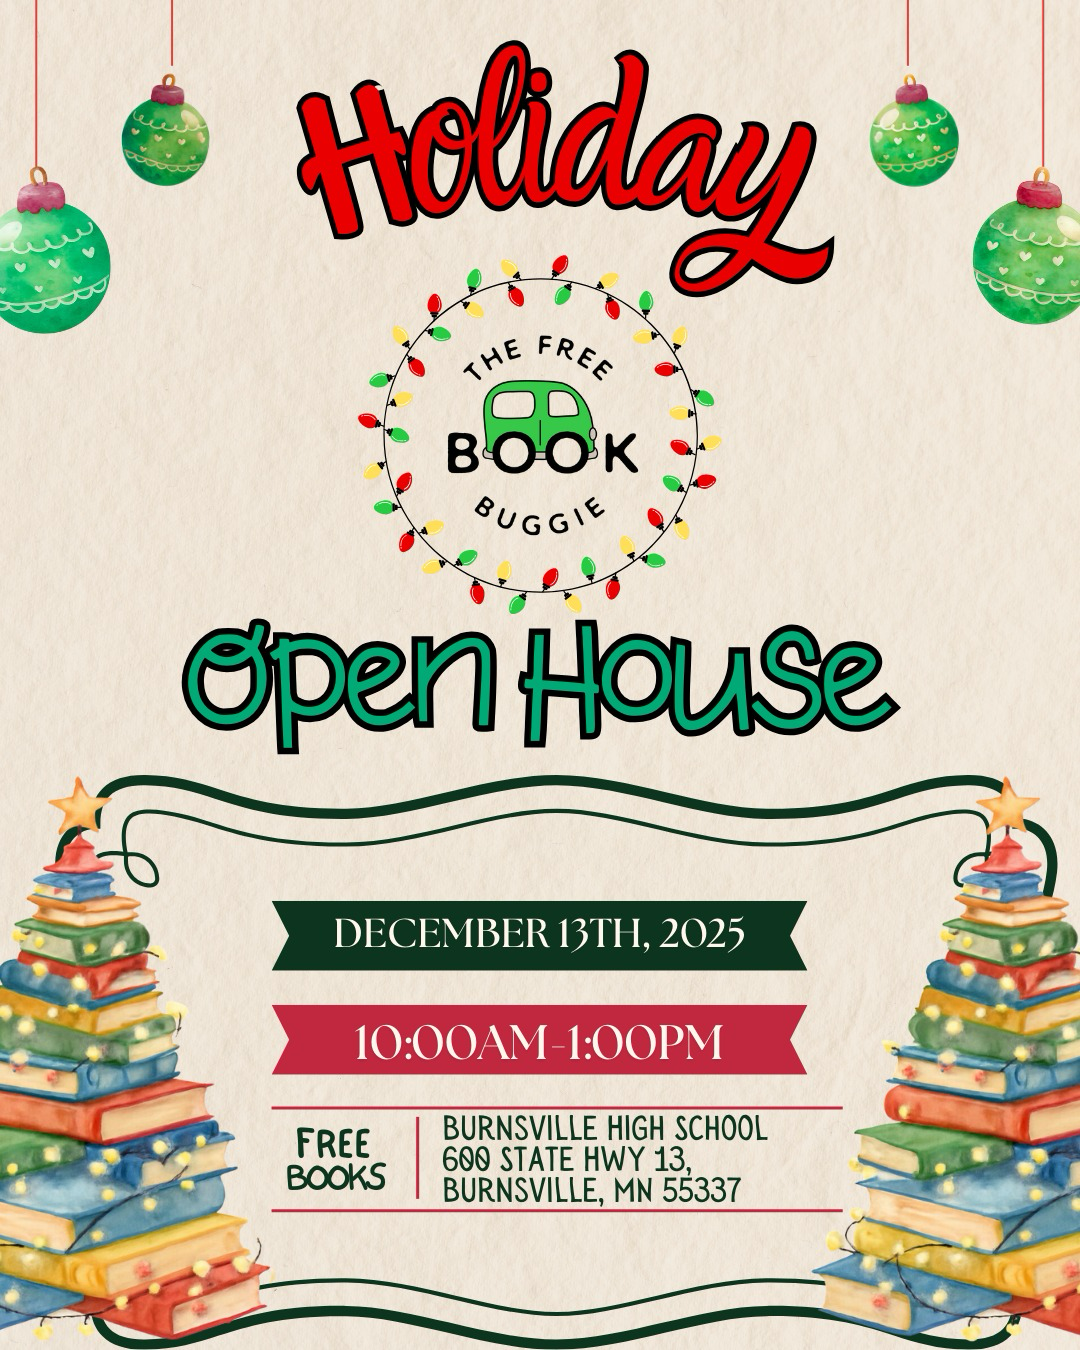 Holiday
THE FREE
BOOK
BUGGIE
Open House
DECEMBER 13TH, 2025
10:00AM-1:00PM
FREE
BOOKS
BURNSVILLE HIGH SCHOOL
600 STATE HWY 13,
BURNSVILLE, MN 55337